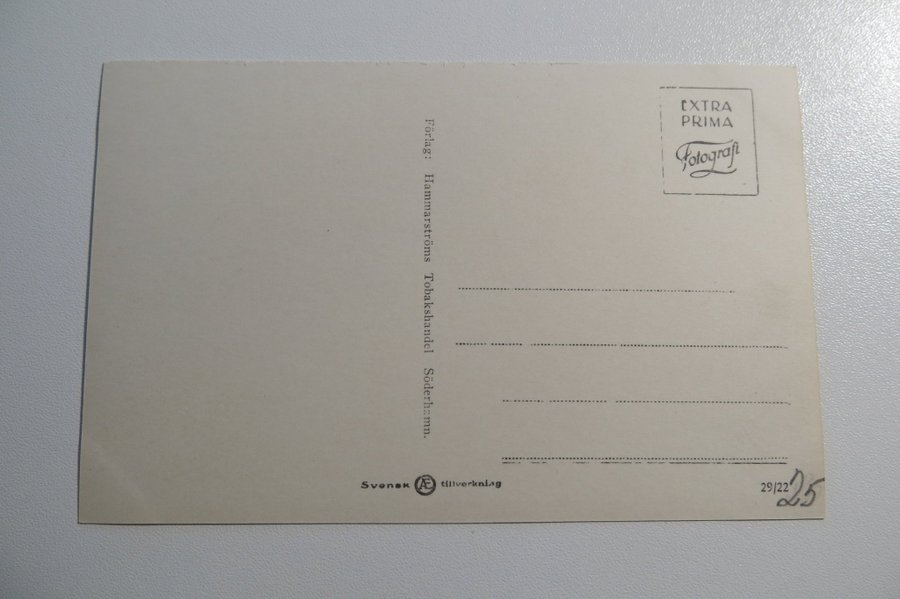 EXTRA
PRIMA
Fotografi
Förlag: Hammarströms Tobakshandel Söderhamn.
Svensk Æ tillverkning
29/22
25